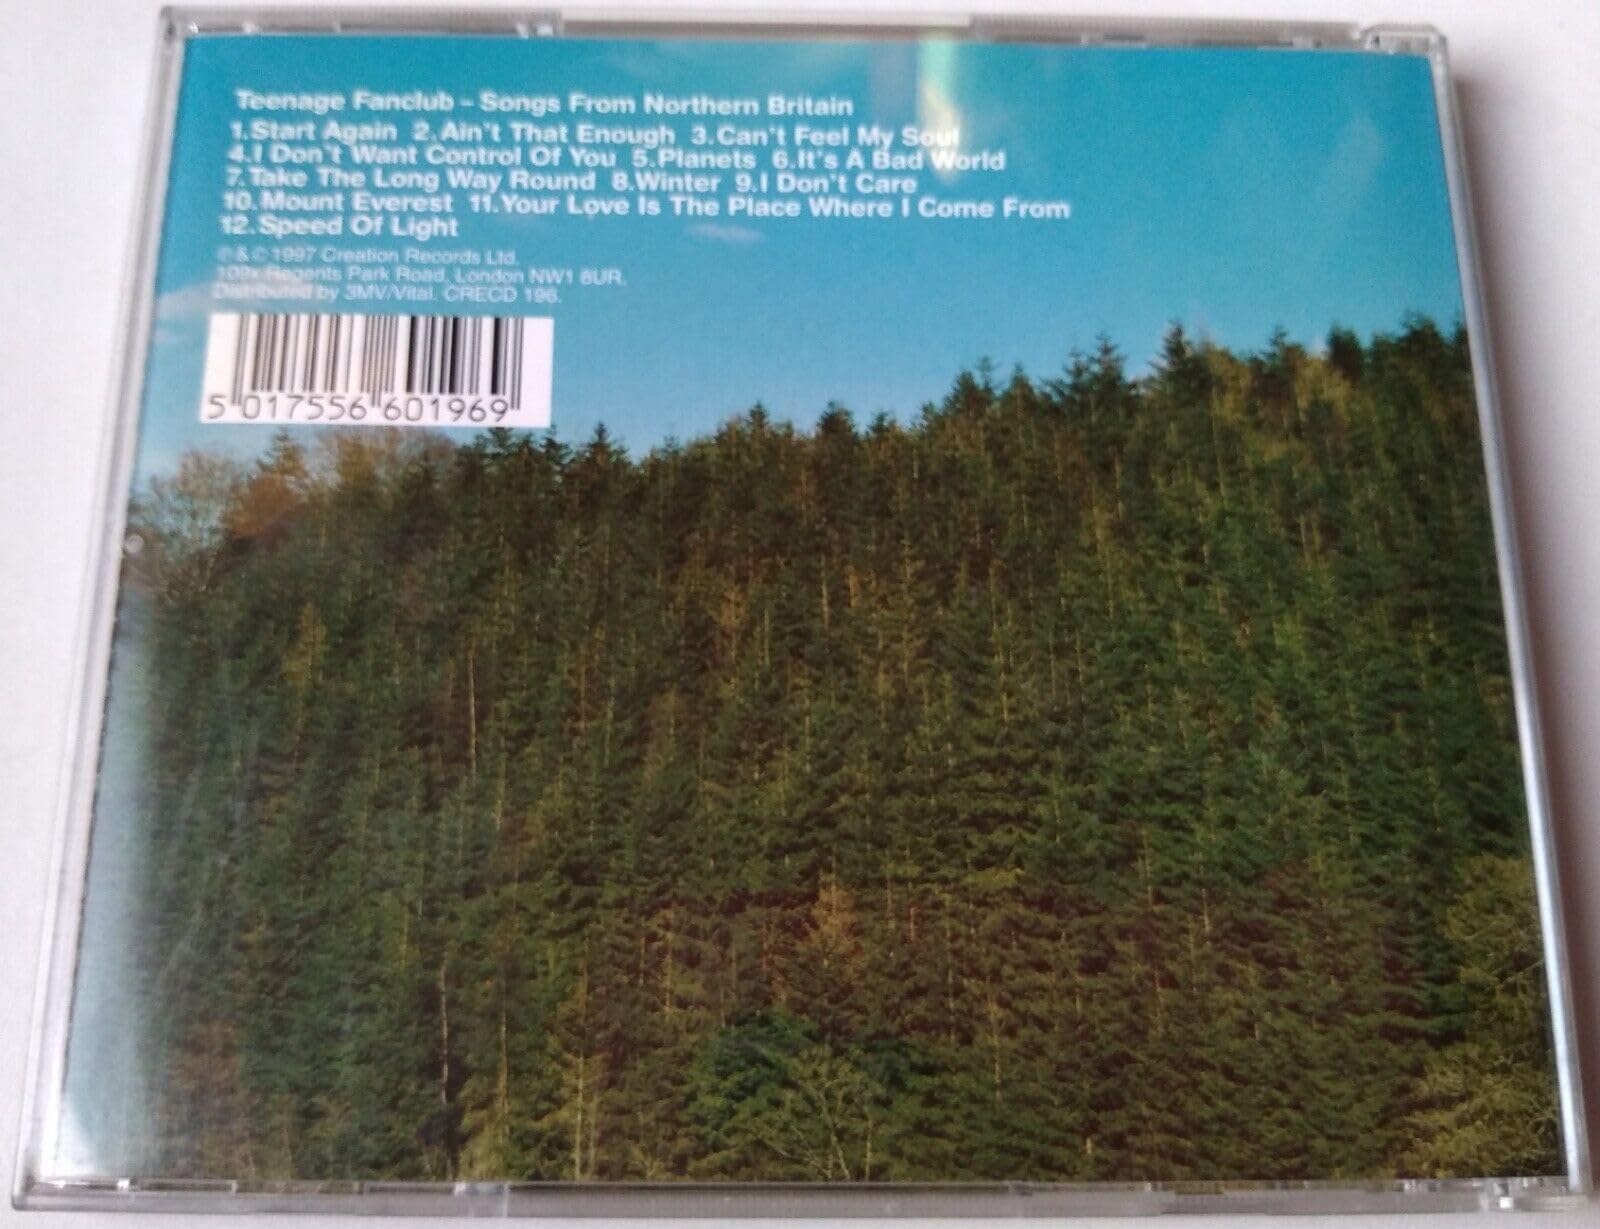 Teenage Fanclub – Songs From Northern Britain
1.Start Again 2.Ain't That Enough 3.Can't Feel My Soul
4.I Don't Want Control Of You 5.Planets 6.It's A Bad World
7.Take The Long Way Round 8.Winter 9.I Don't Care
10.Mount Everest 11.Your Love Is The Place Where I Come From
12.Speed Of Light
℗&©1997 Creation Records Ltd.
109x Regents Park Road, London NW1 8UR.
Distributed by 3MV/Vital. CRECD 196.
5 017556 601969